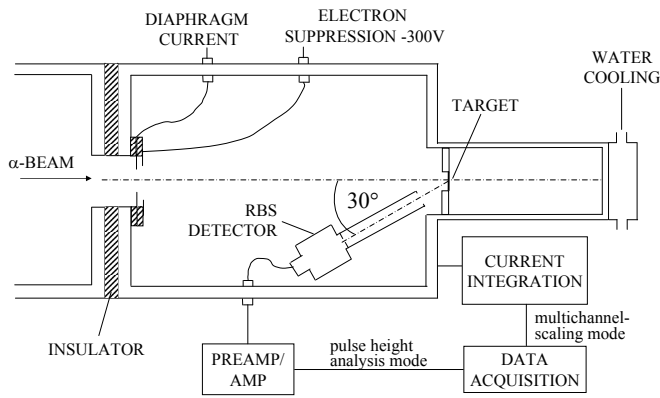 DIAPHRAGM
CURRENT
ELECTRON
SUPPRESSION -300V
WATER
COOLING
TARGET
α-BEAM
30°
RBS
DETECTOR
CURRENT
INTEGRATION
INSULATOR
multichannel-
scaling mode
PREAMP/
AMP
pulse height
analysis mode
DATA
ACQUISITION